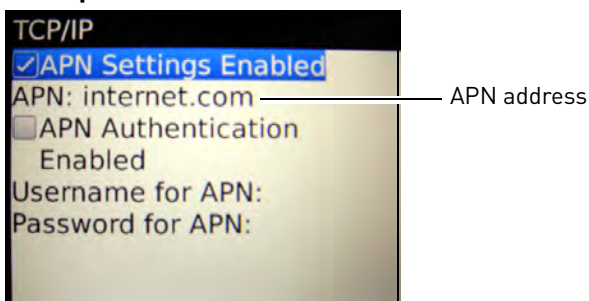 TCP/IP
APN Settings Enabled
APN: internet.com
APN address
APN Authentication
Enabled
Username for APN:
Password for APN: